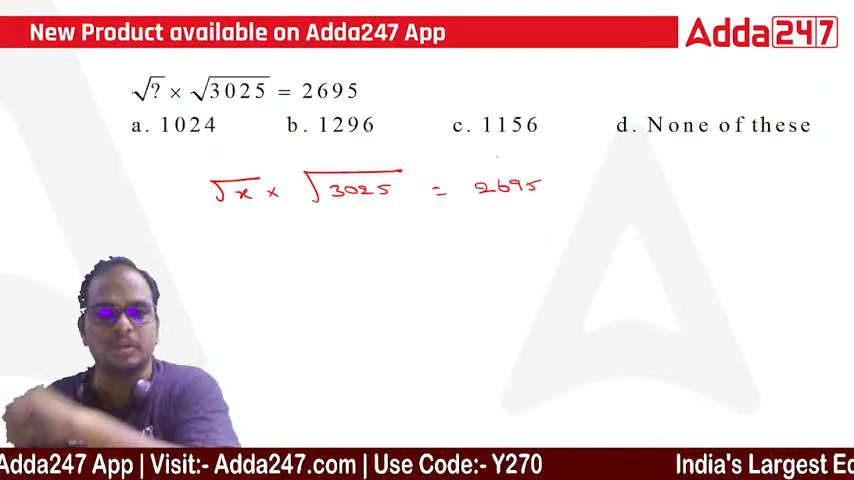 New Product available on Adda247 App
Adda247
√? × √3025 = 2695
a. 1024 b. 1296 c. 1156 d. None of these
√x × √3025 = 2695
Adda247 App | Visit:- Adda247.com | Use Code:- Y270 India's Largest Ed